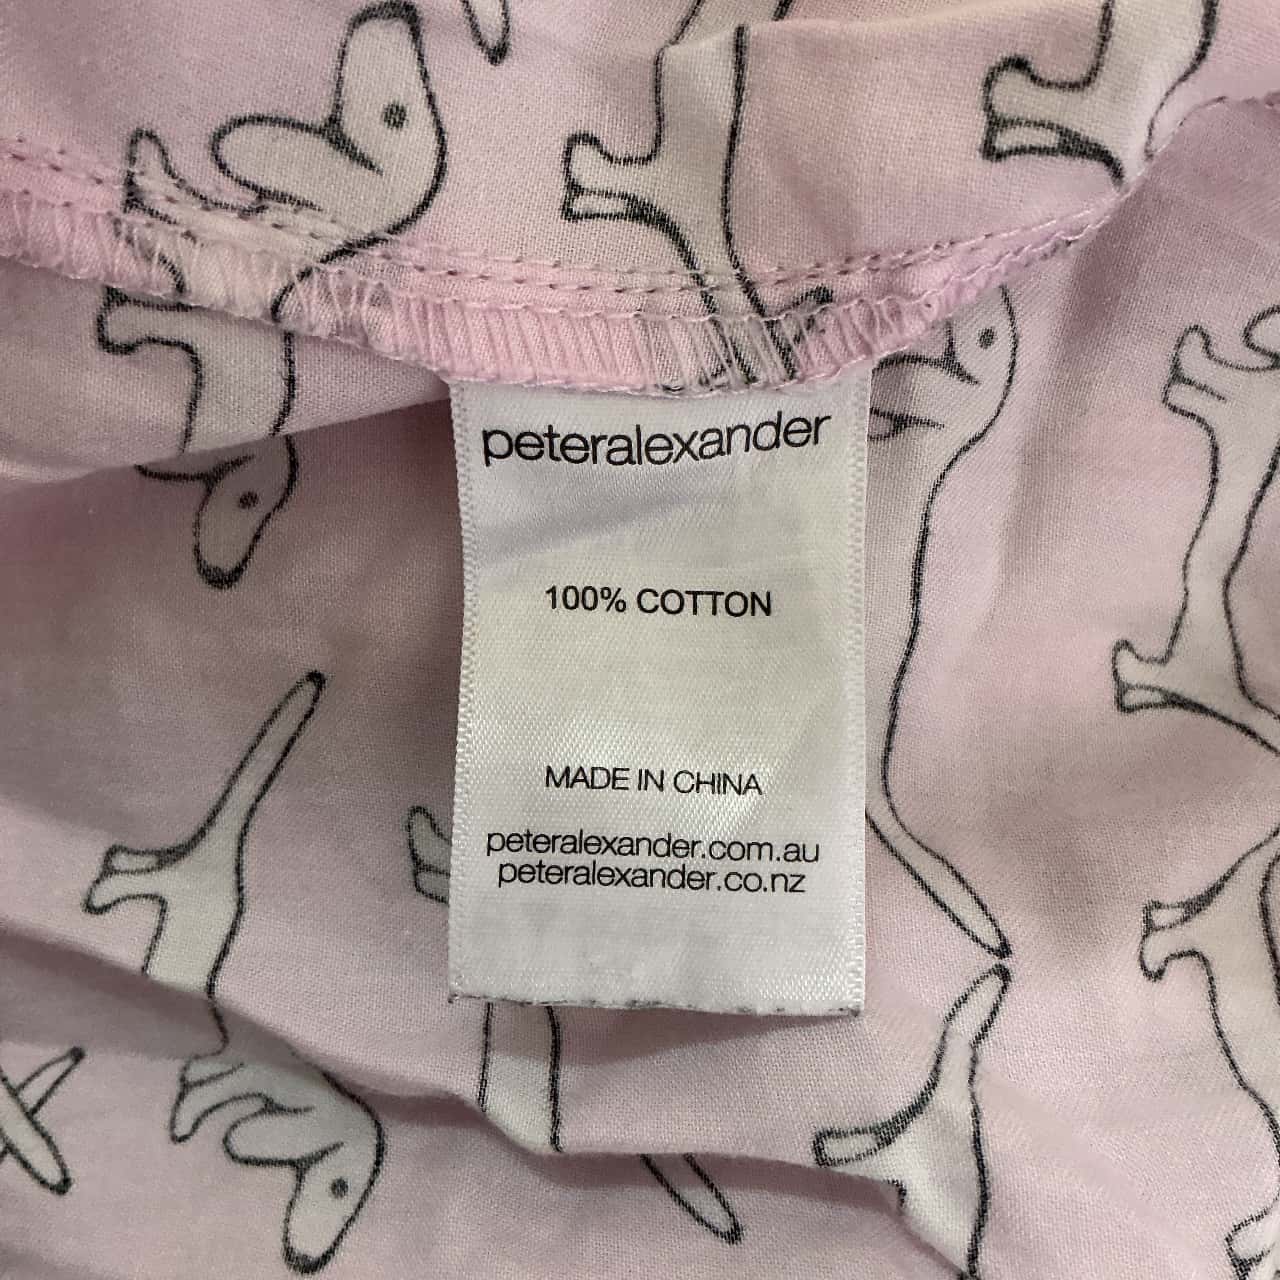 peteralexander
100% COTTON
MADE IN CHINA
peteralexander.com.au
peteralexander.co.nz